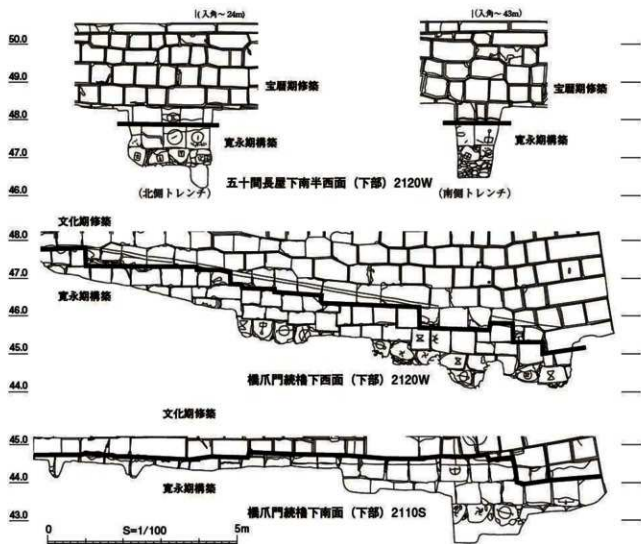 (入角~24m)
(入角~43m)
50.0
49.0
48.0
47.0
46.0
宝暦期修築
宝暦期修築
寛永期構築
寛永期構築
(北側トレンチ)
五十間長屋下南半西面(下部)2120W
(南側トレンチ)
文化期修築
48.0
47.0
46.0
45.0
44.0
寛永期構築
橋爪門続櫓下西面(下部)2120W
文化期修築
45.0
44.0
43.0
寛永期構築
橋爪門続櫓下南面(下部)2110S
0 S=1/100 5m